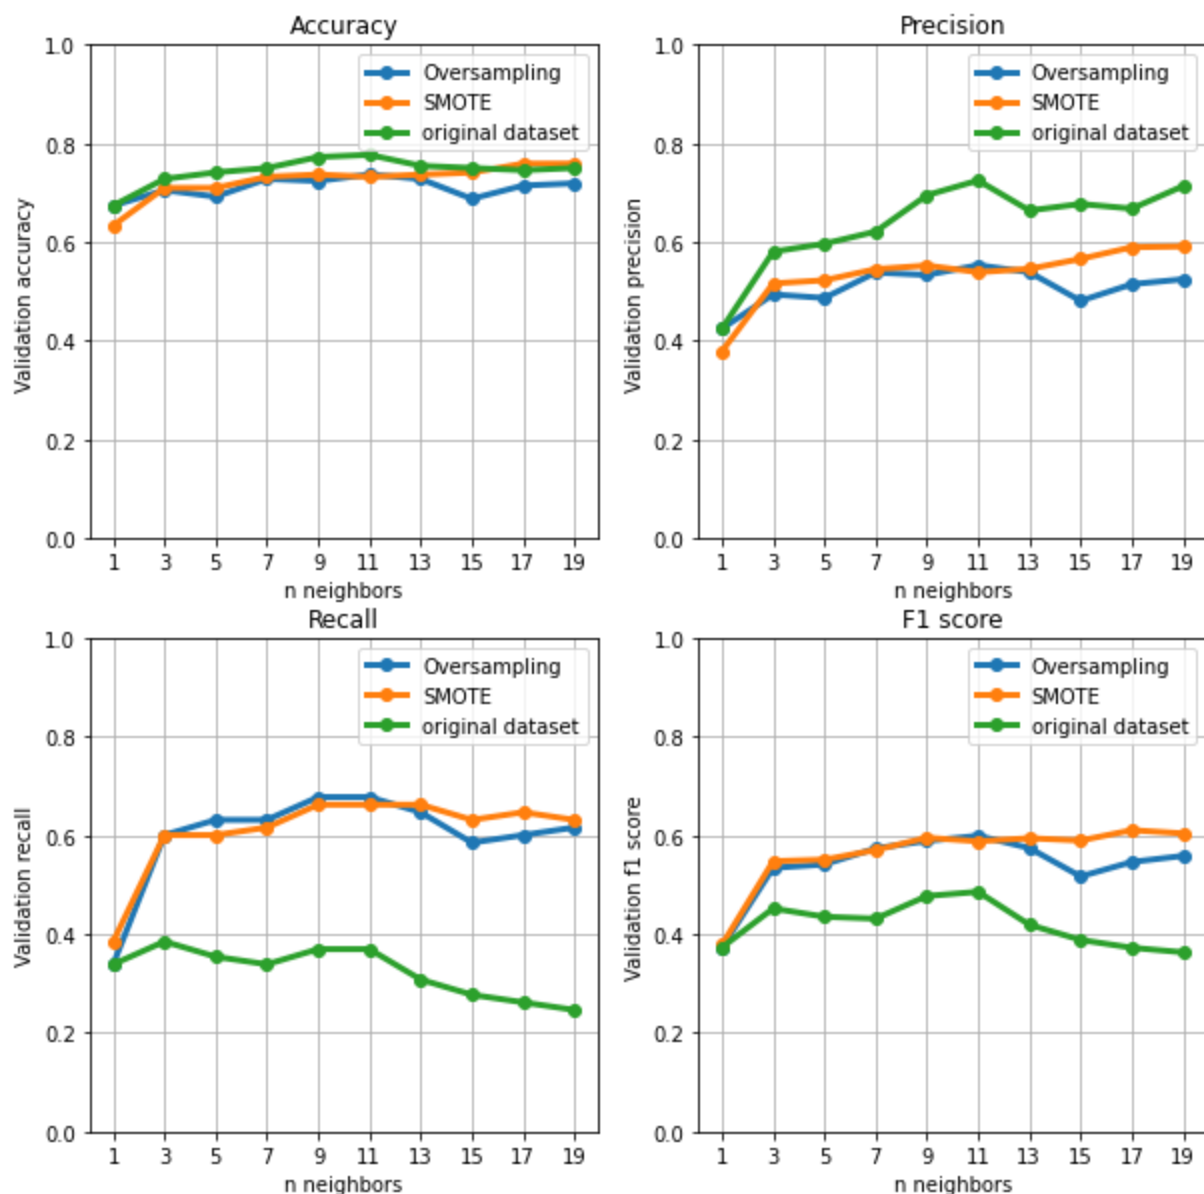 Accuracy
1.0
0.8
0.6
0.4
0.2
0.0
Validation accuracy
Oversampling
SMOTE
original dataset
1 3 5 7 9 11 13 15 17 19
n neighbors
Precision
1.0
0.8
0.6
0.4
0.2
0.0
Validation precision
Oversampling
SMOTE
original dataset
1 3 5 7 9 11 13 15 17 19
n neighbors
Recall
1.0
0.8
0.6
0.4
0.2
0.0
Validation recall
Oversampling
SMOTE
original dataset
1 3 5 7 9 11 13 15 17 19
n neighbors
F1 score
1.0
0.8
0.6
0.4
0.2
0.0
Validation f1 score
Oversampling
SMOTE
original dataset
1 3 5 7 9 11 13 15 17 19
n neighbors